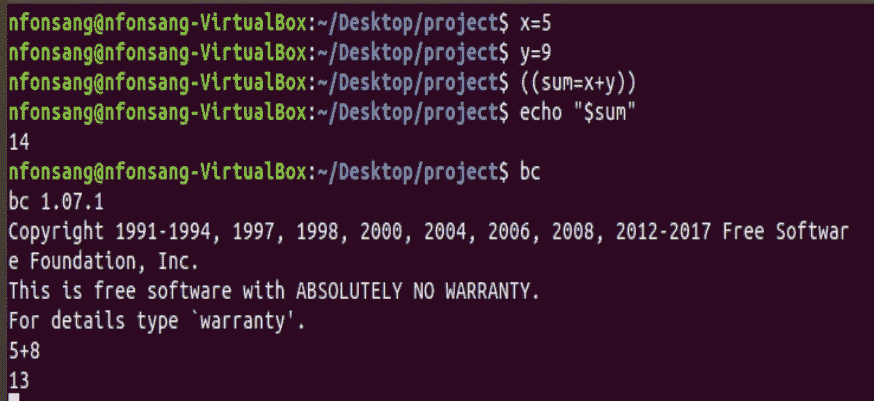 nfonsang@nfonsang-VirtualBox:~/Desktop/project$ x=5
nfonsang@nfonsang-VirtualBox:~/Desktop/project$ y=9
nfonsang@nfonsang-VirtualBox:~/Desktop/project$ ((sum=x+y))
nfonsang@nfonsang-VirtualBox:~/Desktop/project$ echo "$sum"
14
nfonsang@nfonsang-VirtualBox:~/Desktop/project$ bc
bc 1.07.1
Copyright 1991-1994, 1997, 1998, 2000, 2004, 2006, 2008, 2012-2017 Free Softwar
e Foundation, Inc.
This is free software with ABSOLUTELY NO WARRANTY.
For details type `warranty'.
5+8
13